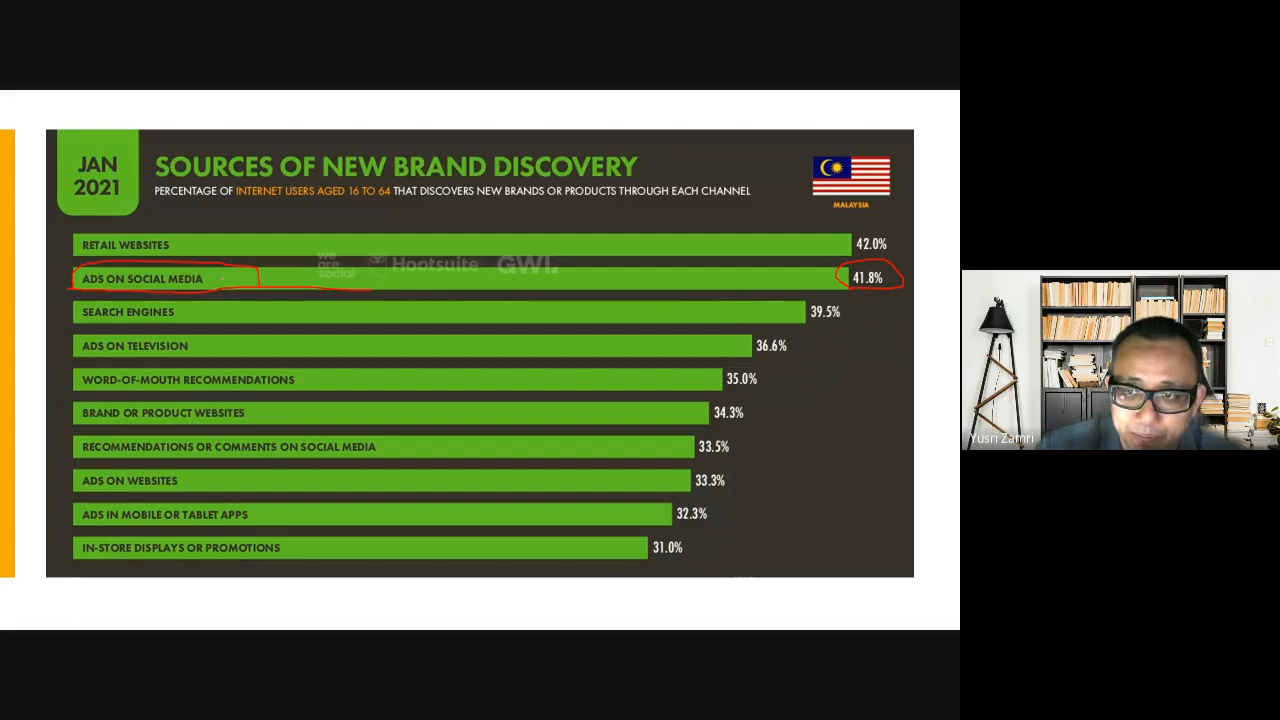 JAN
2021
SOURCES OF NEW BRAND DISCOVERY
PERCENTAGE OF INTERNET USERS AGED 16 TO 64 THAT DISCOVERS NEW BRANDS OR PRODUCTS THROUGH EACH CHANNEL
MALAYSIA
RETAIL WEBSITES 42.0%
we are social Hootsuite GWI.
ADS ON SOCIAL MEDIA 41.8%
SEARCH ENGINES 39.5%
ADS ON TELEVISION 36.6%
WORD-OF-MOUTH RECOMMENDATIONS 35.0%
BRAND OR PRODUCT WEBSITES 34.3%
RECOMMENDATIONS OR COMMENTS ON SOCIAL MEDIA 33.5%
ADS ON WEBSITES 33.3%
ADS IN MOBILE OR TABLET APPS 32.3%
IN-STORE DISPLAYS OR PROMOTIONS 31.0%
Yusri Zamri